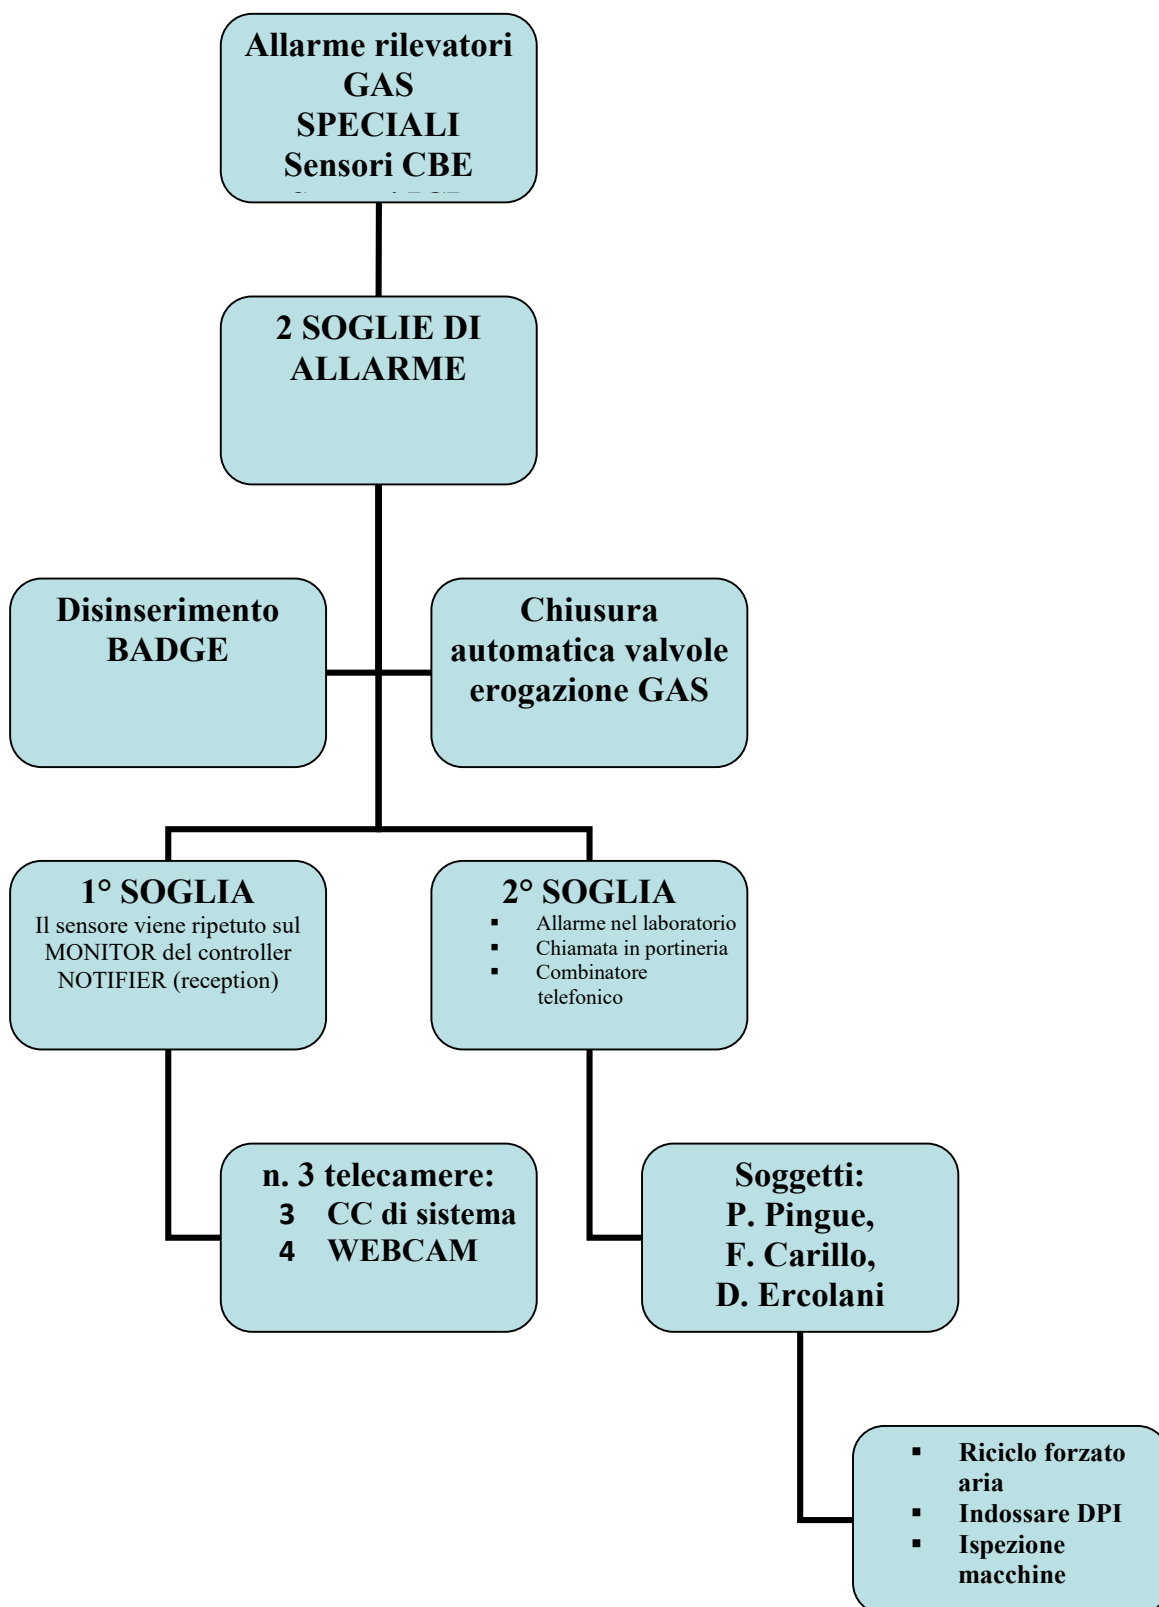 Allarme rilevatori
GAS
SPECIALI
Sensori CBE
2 SOGLIE DI
ALLARME
Disinserimento
BADGE
Chiusura
automatica valvole
erogazione GAS
1° SOGLIA
Il sensore viene ripetuto sul
MONITOR del controller
NOTIFIER (reception)
2° SOGLIA
▪ Allarme nel laboratorio
▪ Chiamata in portineria
▪ Combinatore
telefonico
n. 3 telecamere:
3 CC di sistema
4 WEBCAM
Soggetti:
P. Pingue,
F. Carillo,
D. Ercolani
▪ Riciclo forzato
aria
▪ Indossare DPI
▪ Ispezione
macchine